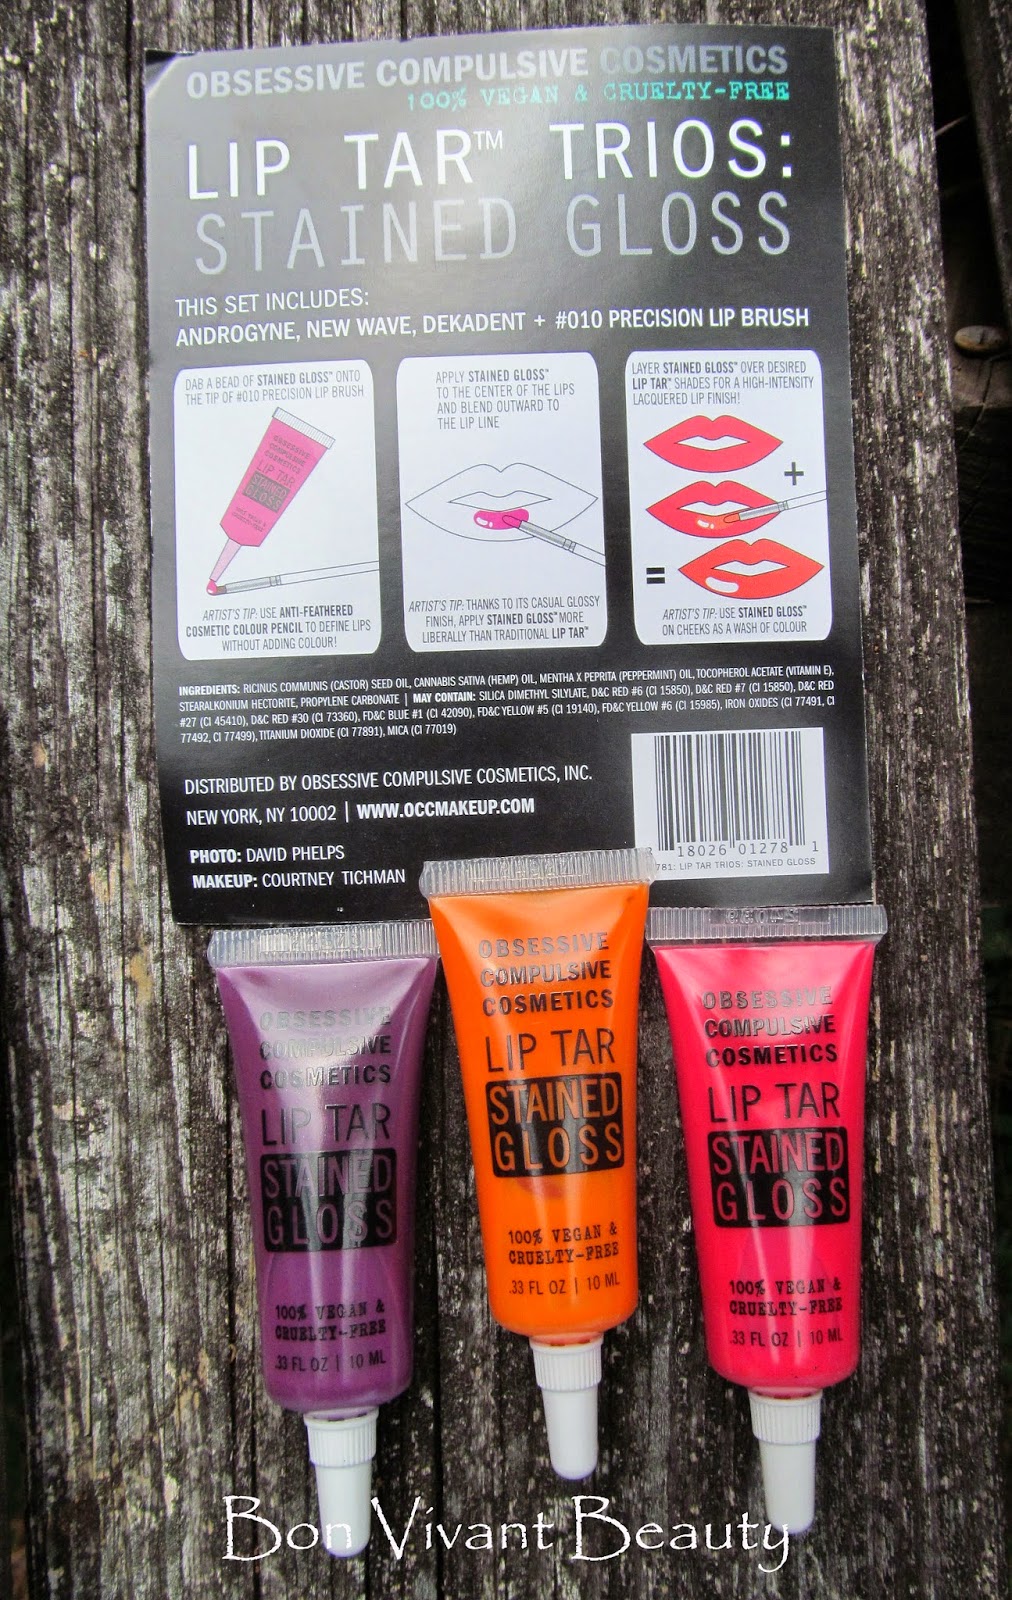 OBSESSIVE COMPULSIVE COSMETICS
100% VEGAN & CRUELTY-FREE
LIP TAR™ TRIOS:
STAINED GLOSS
THIS SET INCLUDES:
ANDROGYNE, NEW WAVE, DEKADENT + #010 PRECISION LIP BRUSH
DAB A BEAD OF STAINED GLOSS™ ONTO
THE TIP OF #010 PRECISION LIP BRUSH
OBSESSIVE
COMPULSIVE
COSMETICS
LIP TAR
STAINED
GLOSS
ARTIST'S TIP: USE ANTI-FEATHERED
COSMETIC COLOUR PENCIL TO DEFINE LIPS
WITHOUT ADDING COLOUR!
APPLY STAINED GLOSS™
TO THE CENTER OF THE LIPS
AND BLEND OUTWARD TO
THE LIP LINE
ARTIST'S TIP: THANKS TO ITS CASUAL GLOSSY
FINISH, APPLY STAINED GLOSS™ MORE
LIBERALLY THAN TRADITIONAL LIP TAR™
LAYER STAINED GLOSS™ OVER DESIRED
LIP TAR™ SHADES FOR A HIGH-INTENSITY
LACQUERED LIP FINISH!
+
=
ARTIST'S TIP: USE STAINED GLOSS™
ON CHEEKS AS A WASH OF COLOUR
INGREDIENTS: RICINUS COMMUNIS (CASTOR) SEED OIL, CANNABIS SATIVA (HEMP) OIL, MENTHA X PEPRITA (PEPPERMINT) OIL, TOCOPHEROL ACETATE (VITAMIN E),
STEARALKONIUM HECTORITE, PROPYLENE CARBONATE | MAY CONTAIN: SILICA DIMETHYL SILYLATE, D&C RED #6 (CI 15850), D&C RED #7 (CI 15850), D&C RED
#27 (CI 45410), D&C RED #30 (CI 73360), FD&C BLUE #1 (CI 42090), FD&C YELLOW #5 (CI 19140), FD&C YELLOW #6 (CI 15985), IRON OXIDES (CI 77491, CI
77492, CI 77499), TITANIUM DIOXIDE (CI 77891), MICA (CI 77019)
DISTRIBUTED BY OBSESSIVE COMPULSIVE COSMETICS, INC.
NEW YORK, NY 10002 | WWW.OCCMAKEUP.COM
PHOTO: DAVID PHELPS
MAKEUP: COURTNEY TICHMAN
18026 01278 1
781: LIP TAR TRIOS: STAINED GLOSS
OBSESSIVE
COMPULSIVE
COSMETICS
LIP TAR
STAINED
GLOSS
100% VEGAN &
CRUELTY-FREE
.33 FL OZ | 10 ML
OBSESSIVE
COMPULSIVE
COSMETICS
LIP TAR
STAINED
GLOSS
100% VEGAN &
CRUELTY-FREE
.33 FL OZ | 10 ML
OBSESSIVE
COMPULSIVE
COSMETICS
LIP TAR
STAINED
GLOSS
100% VEGAN &
CRUELTY-FREE
.33 FL OZ | 10 ML
Bon Vivant Beauty